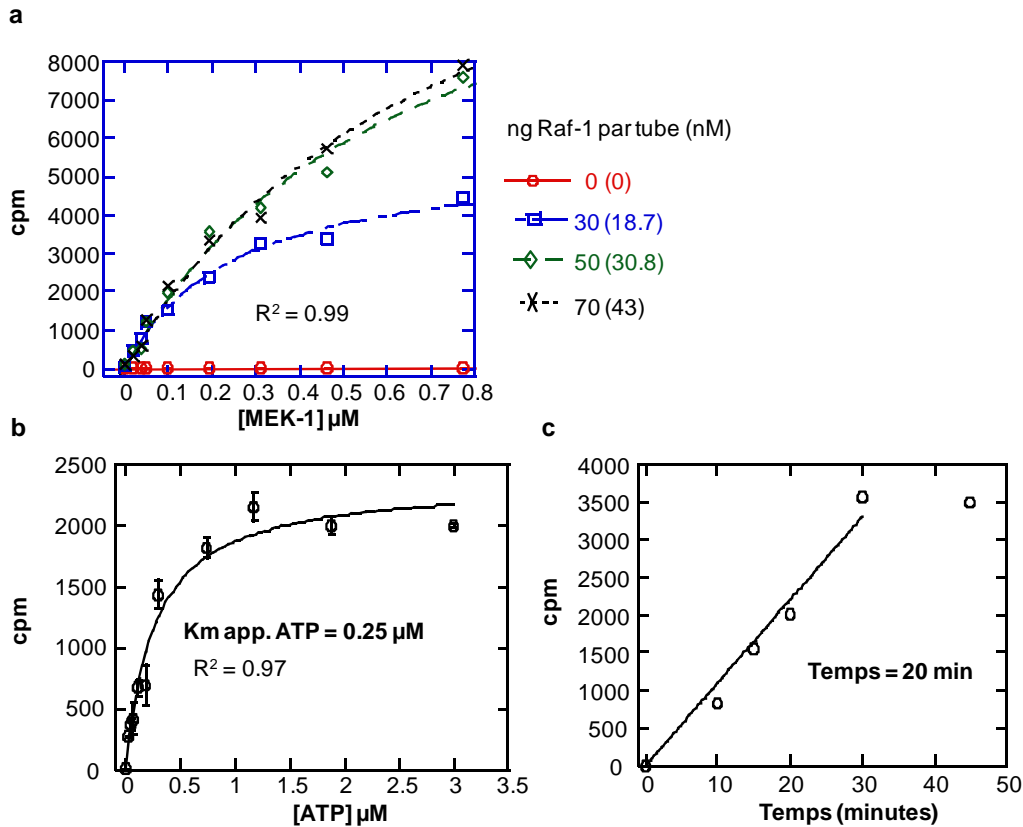 a
8000
7000
6000
5000
4000
3000
2000
1000
0
cpm
R² = 0.99
0 0.1 0.2 0.3 0.4 0.5 0.6 0.7 0.8
[MEK-1] µM
ng Raf-1 par tube (nM)
0 (0)
30 (18.7)
50 (30.8)
70 (43)
b
2500
2000
1500
1000
500
0
cpm
Km app. ATP = 0.25 µM
R² = 0.97
0 0.5 1 1.5 2 2.5 3 3.5
[ATP] µM
c
4000
3500
3000
2500
2000
1500
1000
500
0
cpm
Temps = 20 min
0 10 20 30 40 50
Temps (minutes)